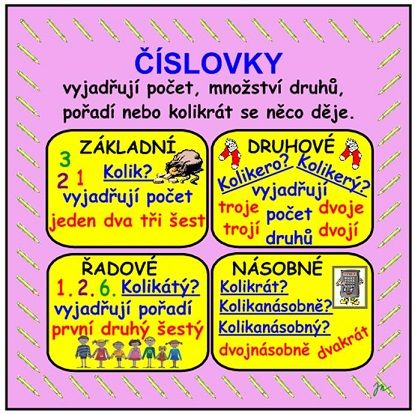 ČÍSLOVKY
vyjadřují počet, množství druhů,
pořadí nebo kolikrát se něco děje.
ZÁKLADNÍ
3
2 1
Kolik?
vyjadřují počet
jeden dva tři šest
DRUHOVÉ
Kolikero? Kolikerý?
vyjadřují
počet
druhů
troje
trojí
dvoje
dvojí
ŘADOVÉ
1. 2. 6. Kolikátý?
vyjadřují pořadí
první druhý šestý
NÁSOBNÉ
Kolikrát?
Kolikanásobně?
Kolikanásobný?
dvojnásobně dvakrát